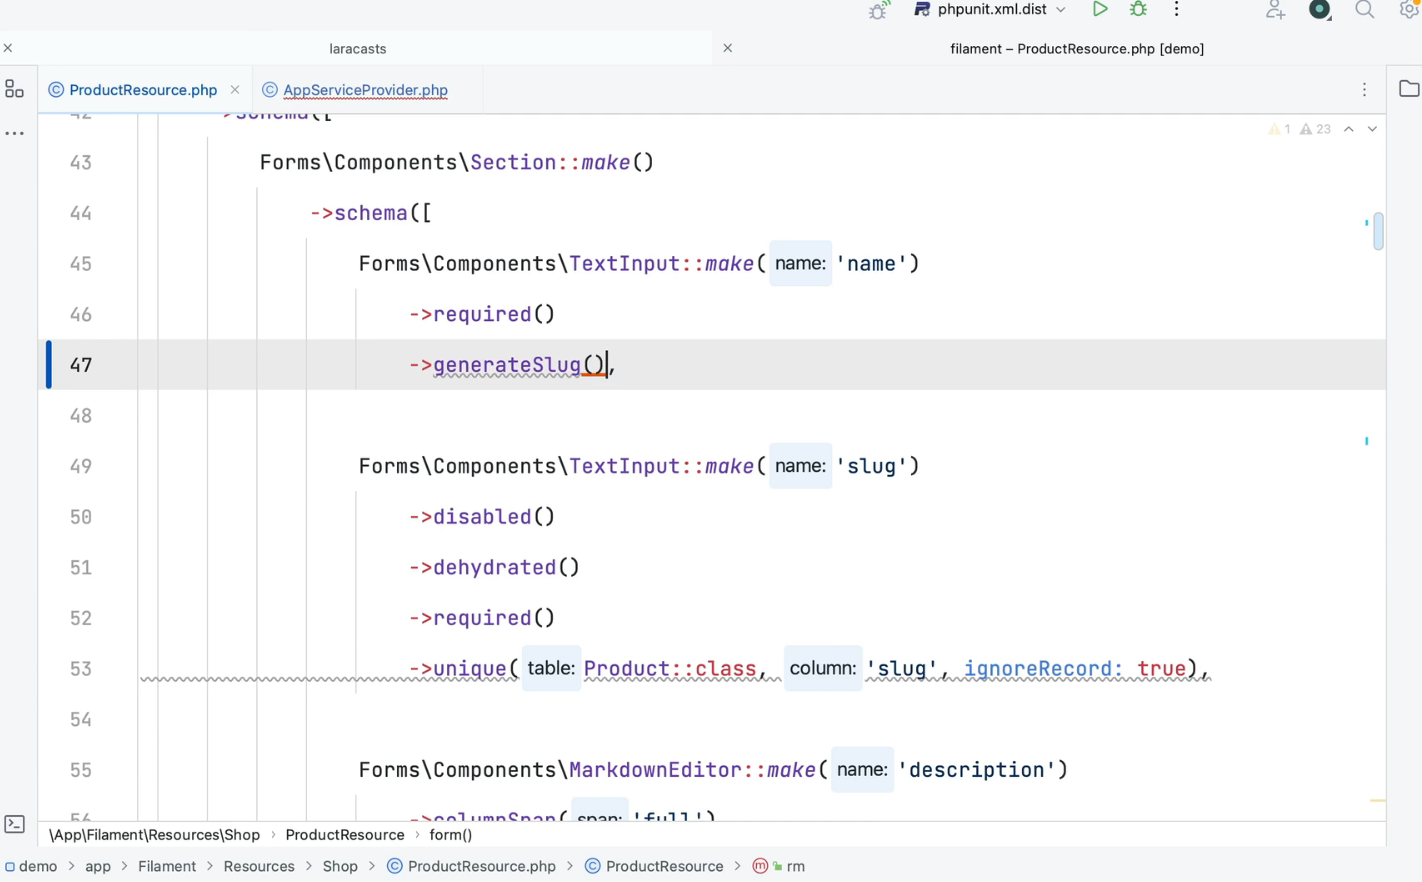 phpunit.xml.dist
laracasts
filament – ProductResource.php [demo]
ProductResource.php
AppServiceProvider.php
1 23
42 ->schema([
43 Forms\Components\Section::make()
44 ->schema([
45 Forms\Components\TextInput::make( name: 'name')
46 ->required()
47 ->generateSlug(),
48
49 Forms\Components\TextInput::make( name: 'slug')
50 ->disabled()
51 ->dehydrated()
52 ->required()
53 ->unique( table: Product::class, column: 'slug', ignoreRecord: true),
54
55 Forms\Components\MarkdownEditor::make( name: 'description')
56 ->columnSpan( span: 'full')
\App\Filament\Resources\Shop › ProductResource › form()
demo > app > Filament > Resources > Shop > ProductResource.php > ProductResource > m rm